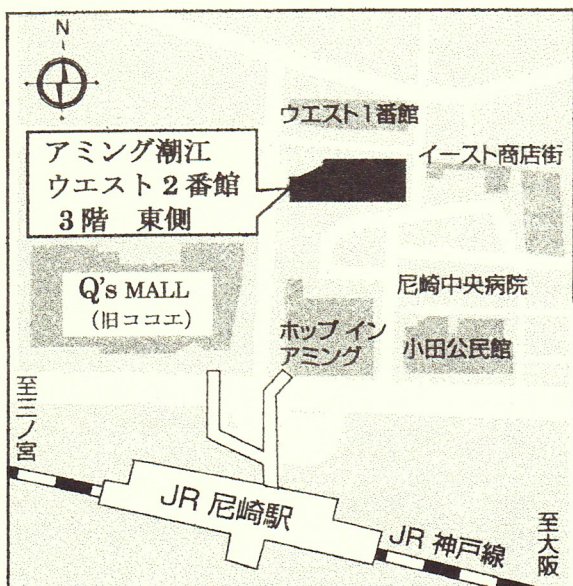 N
ウエスト1番館
イースト商店街
アミング潮江
ウエスト2番館
3階 東側
Q's MALL
(旧ココエ)
尼崎中央病院
ホップ イン
アミング
小田公民館
至三ノ宮
JR 尼崎駅
JR 神戸線
至大阪